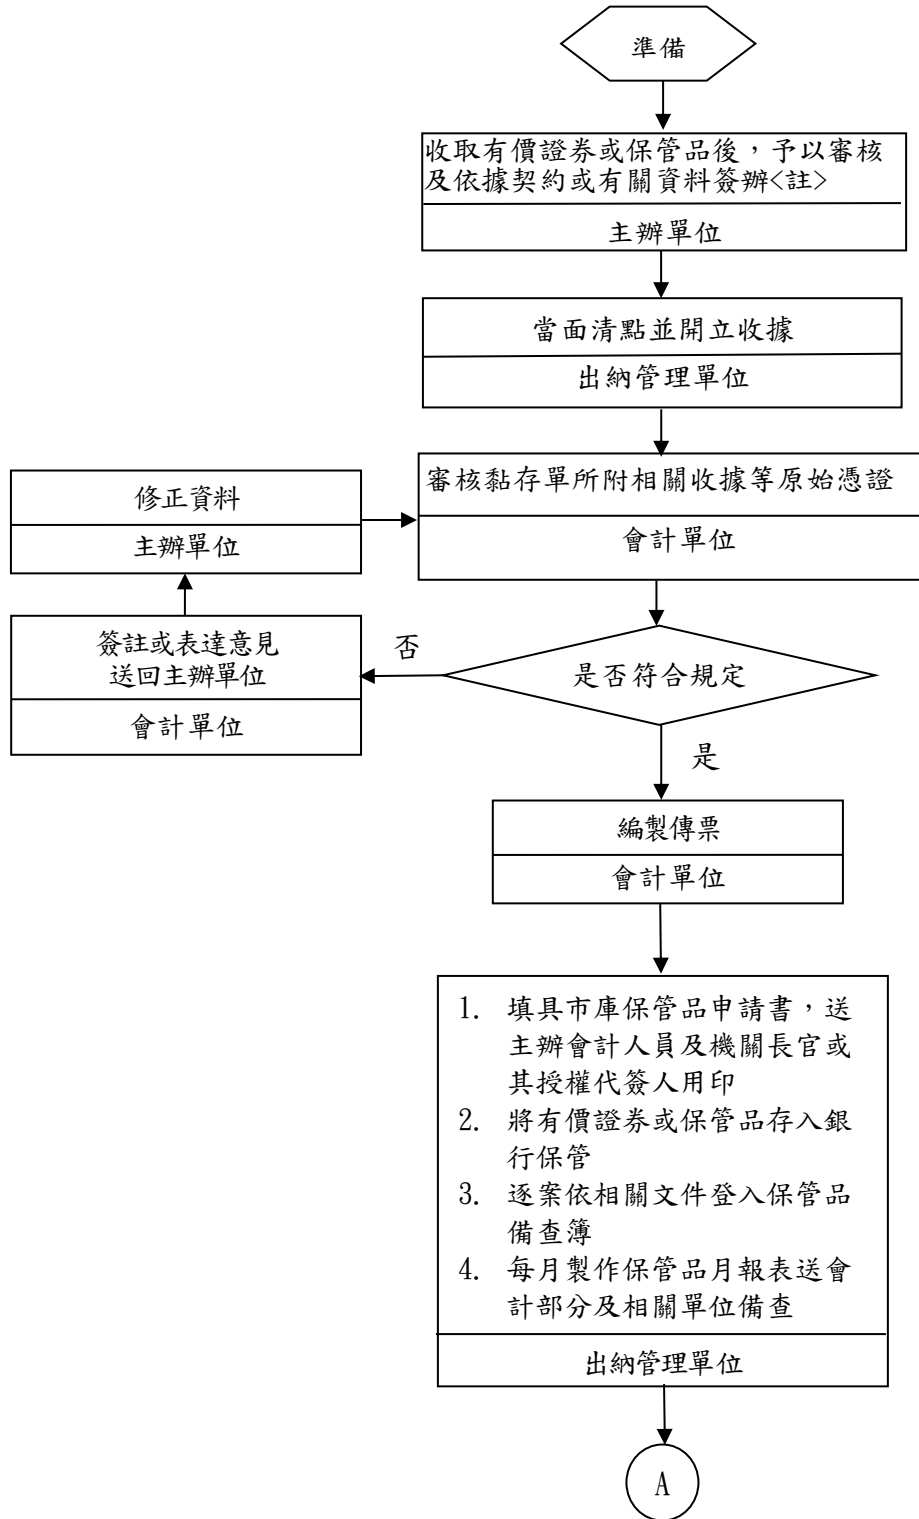 準備
收取有價證券或保管品後，予以審核
及依據契約或有關資料簽辦<註>
主辦單位
當面清點並開立收據
出納管理單位
審核黏存單所附相關收據等原始憑證
會計單位
修正資料
主辦單位
簽註或表達意見
送回主辦單位
會計單位
否
是否符合規定
是
編製傳票
會計單位
1. 填具市庫保管品申請書，送
主辦會計人員及機關長官或
其授權代簽人用印
2. 將有價證券或保管品存入銀
行保管
3. 逐案依相關文件登入保管品
備查簿
4. 每月製作保管品月報表送會
計部分及相關單位備查
出納管理單位
A